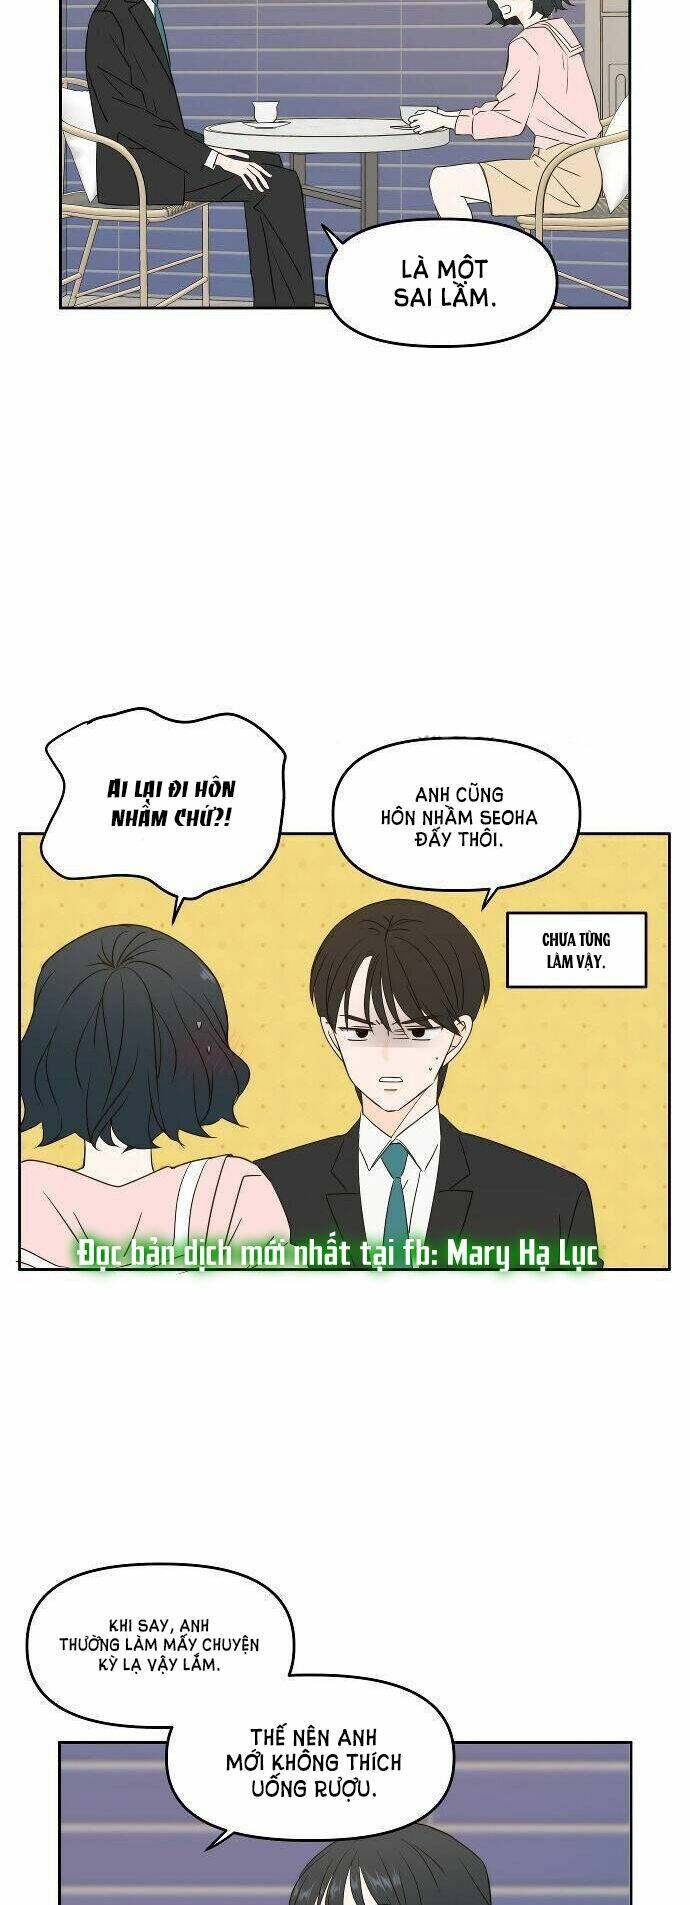 LÀ MỘT
SAI LẦM.
AI LẠI ĐI HÔN
NHẦM CHỨ?!
ANH CŨNG
HÔN NHẦM SEOHA
ĐẤY THÔI.
CHƯA TỪNG
LÀM VẬY.
Đọc bản dịch mới nhất tại fb: Mary Hạ Lục
KHI SAY, ANH
THƯỜNG LÀM MẤY CHUYỆN
KỲ LẠ VẬY LẮM.
THẾ NÊN ANH
MỚI KHÔNG THÍCH
UỐNG RƯỢU.